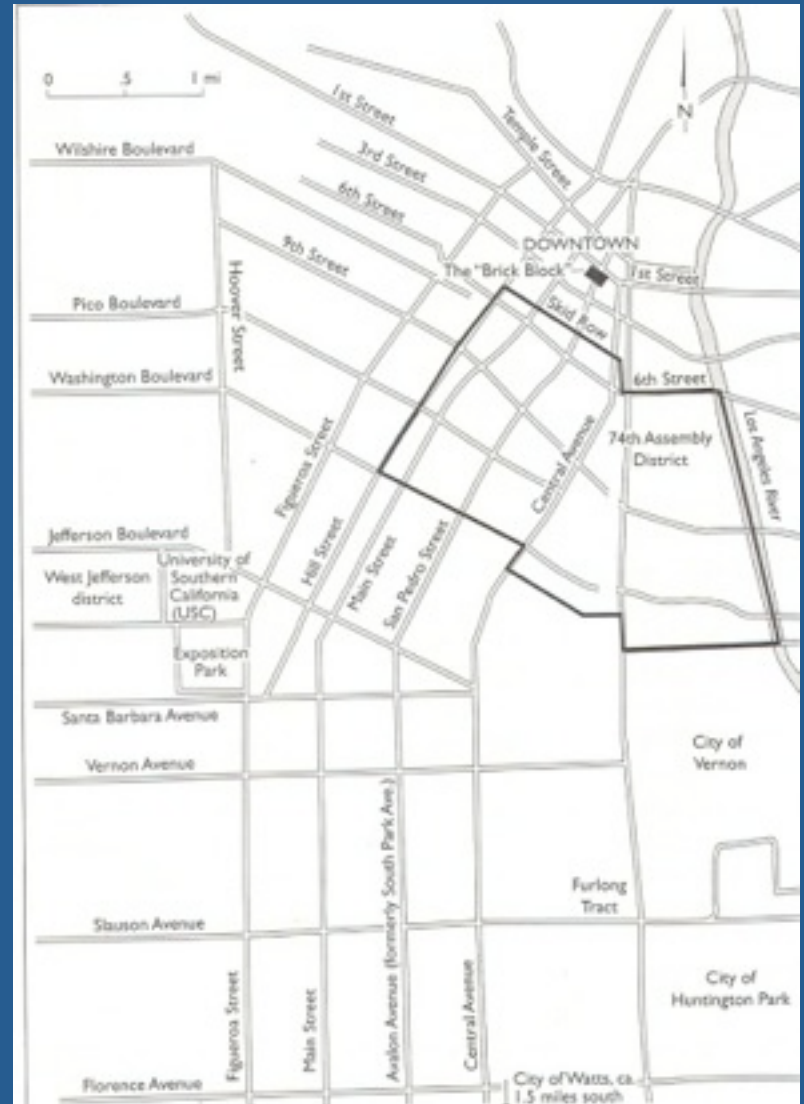 0 .5 1 mi
N
1st Street
Temple Street
3rd Street
Wilshire Boulevard
6th Street
9th Street
DOWNTOWN
The "Brick Block"
1st Street
Hoover Street
Skid Row
Pico Boulevard
Washington Boulevard
6th Street
74th Assembly
District
Los Angeles River
Central Avenue
Figueroa Street
Hill Street
Main Street
San Pedro Street
Jefferson Boulevard
West Jefferson
district
University of
Southern
California
(USC)
Exposition
Park
Santa Barbara Avenue
Vernon Avenue
City of
Vernon
Avalon Avenue (formerly South Park Ave.)
Furlong
Tract
Slauson Avenue
Figueroa Street
Main Street
Central Avenue
City of
Huntington Park
Florence Avenue
City of Watts, ca.
1.5 miles south